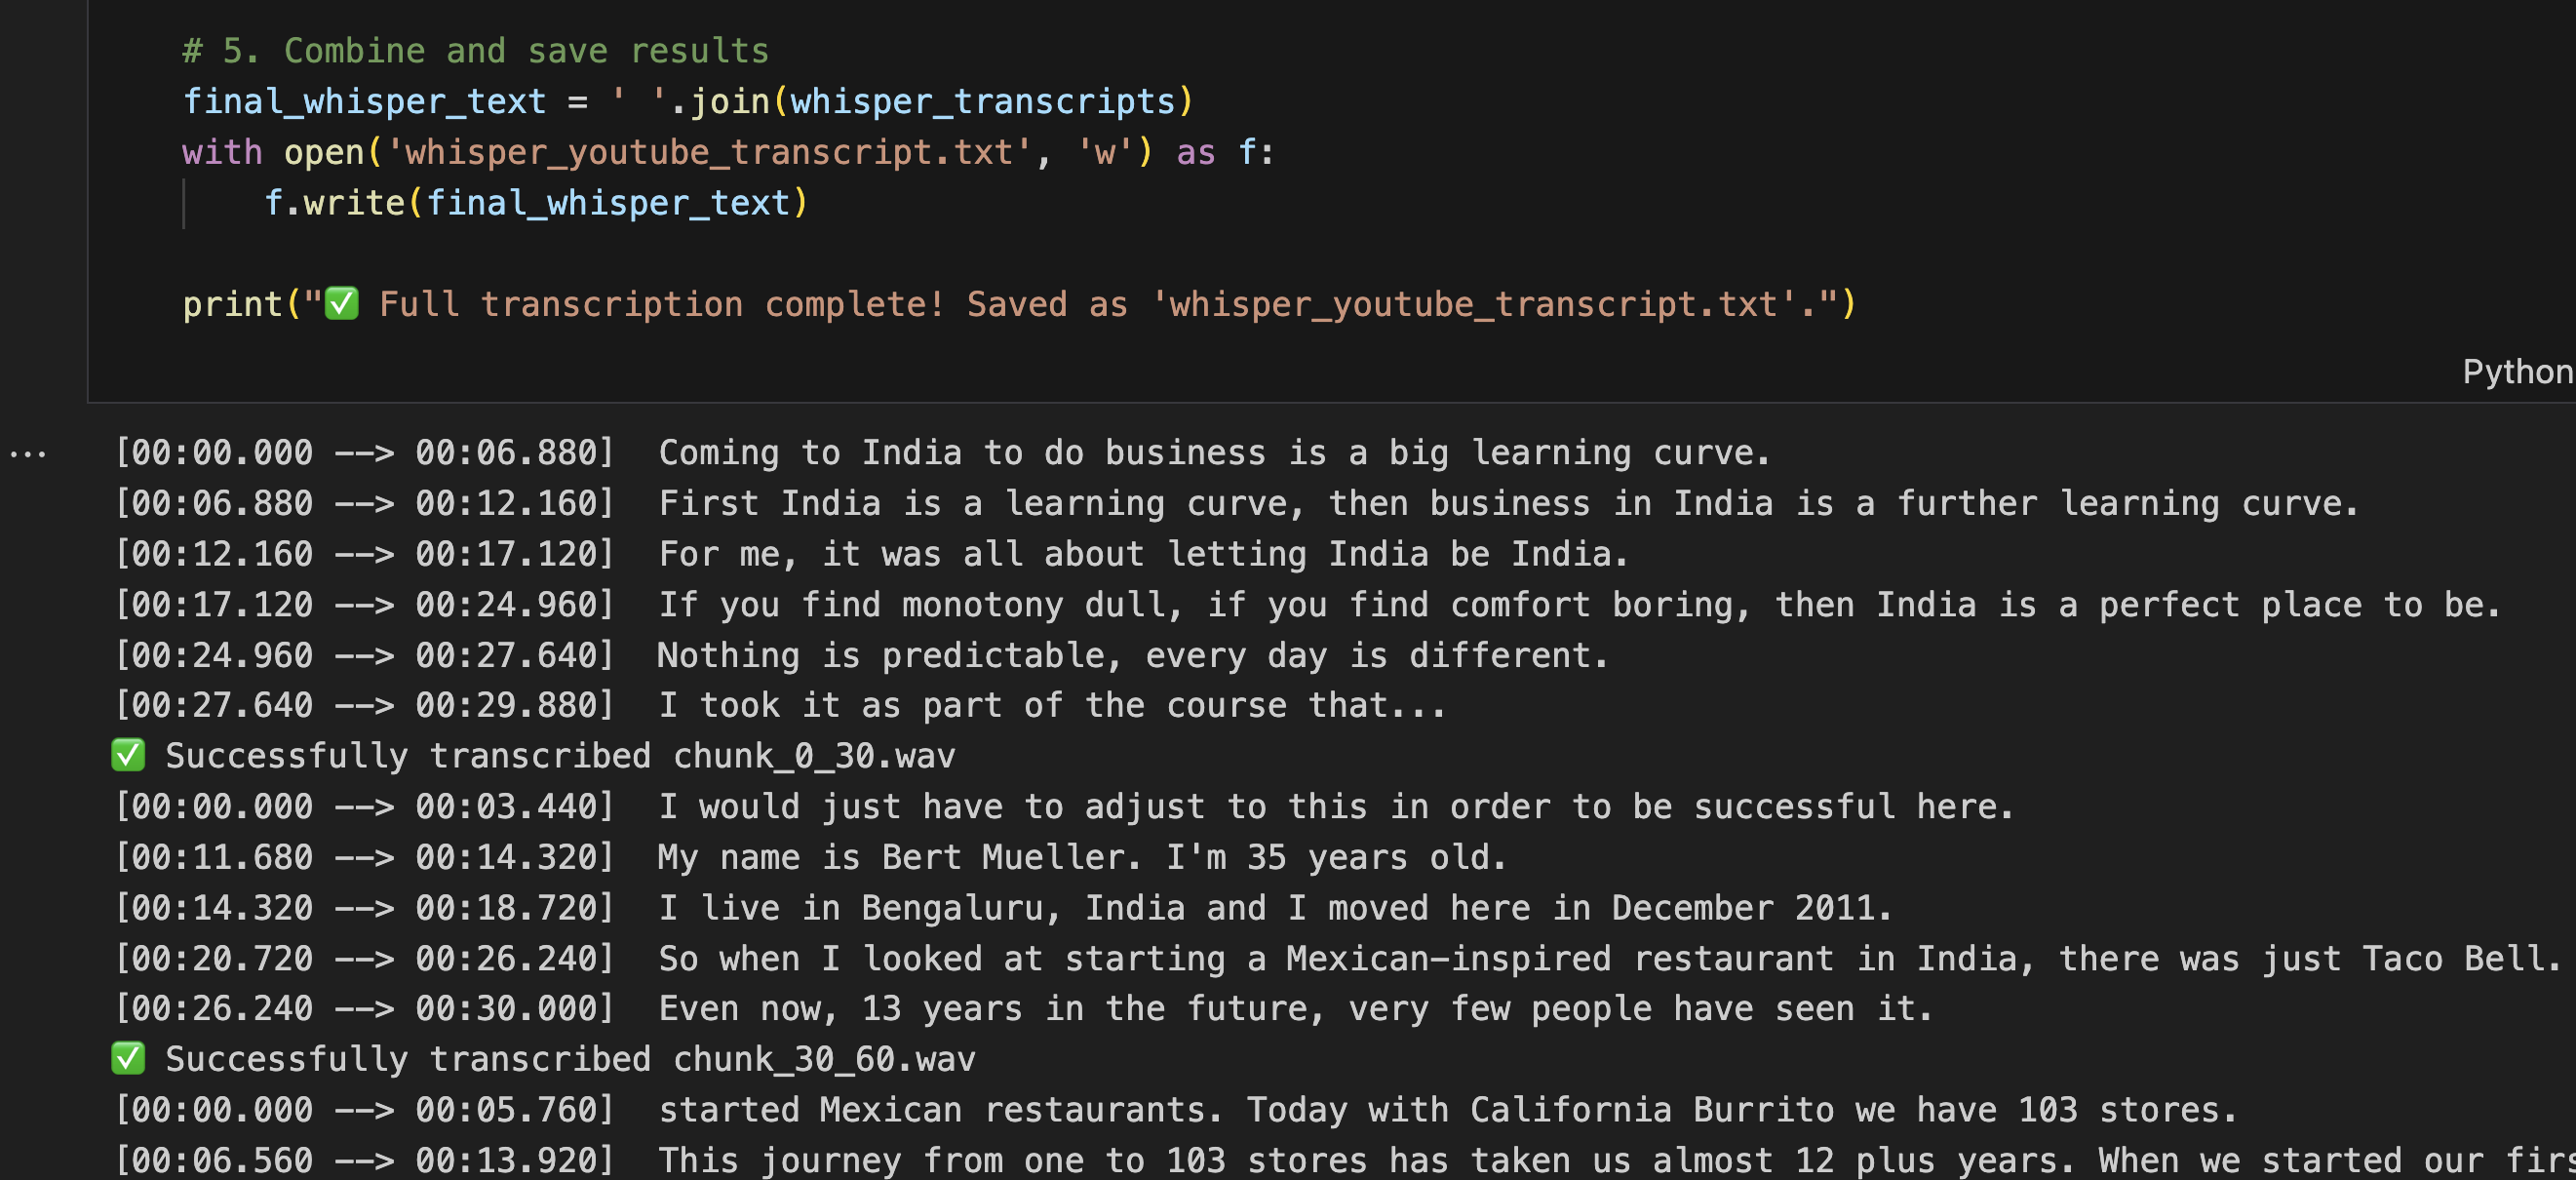 # 5. Combine and save results
final_whisper_text = ' '.join(whisper_transcripts)
with open('whisper_youtube_transcript.txt', 'w') as f:
    f.write(final_whisper_text)
print("✅ Full transcription complete! Saved as 'whisper_youtube_transcript.txt'.")
Python
...
[00:00.000 --> 00:06.880]  Coming to India to do business is a big learning curve.
[00:06.880 --> 00:12.160]  First India is a learning curve, then business in India is a further learning curve.
[00:12.160 --> 00:17.120]  For me, it was all about letting India be India.
[00:17.120 --> 00:24.960]  If you find monotony dull, if you find comfort boring, then India is a perfect place to be.
[00:24.960 --> 00:27.640]  Nothing is predictable, every day is different.
[00:27.640 --> 00:29.880]  I took it as part of the course that...
✅ Successfully transcribed chunk_0_30.wav
[00:00.000 --> 00:03.440]  I would just have to adjust to this in order to be successful here.
[00:11.680 --> 00:14.320]  My name is Bert Mueller. I'm 35 years old.
[00:14.320 --> 00:18.720]  I live in Bengaluru, India and I moved here in December 2011.
[00:20.720 --> 00:26.240]  So when I looked at starting a Mexican-inspired restaurant in India, there was just Taco Bell.
[00:26.240 --> 00:30.000]  Even now, 13 years in the future, very few people have seen it.
✅ Successfully transcribed chunk_30_60.wav
[00:00.000 --> 00:05.760]  started Mexican restaurants. Today with California Burrito we have 103 stores.
[00:06.560 --> 00:13.920]  This journey from one to 103 stores has taken us almost 12 plus years. When we started our